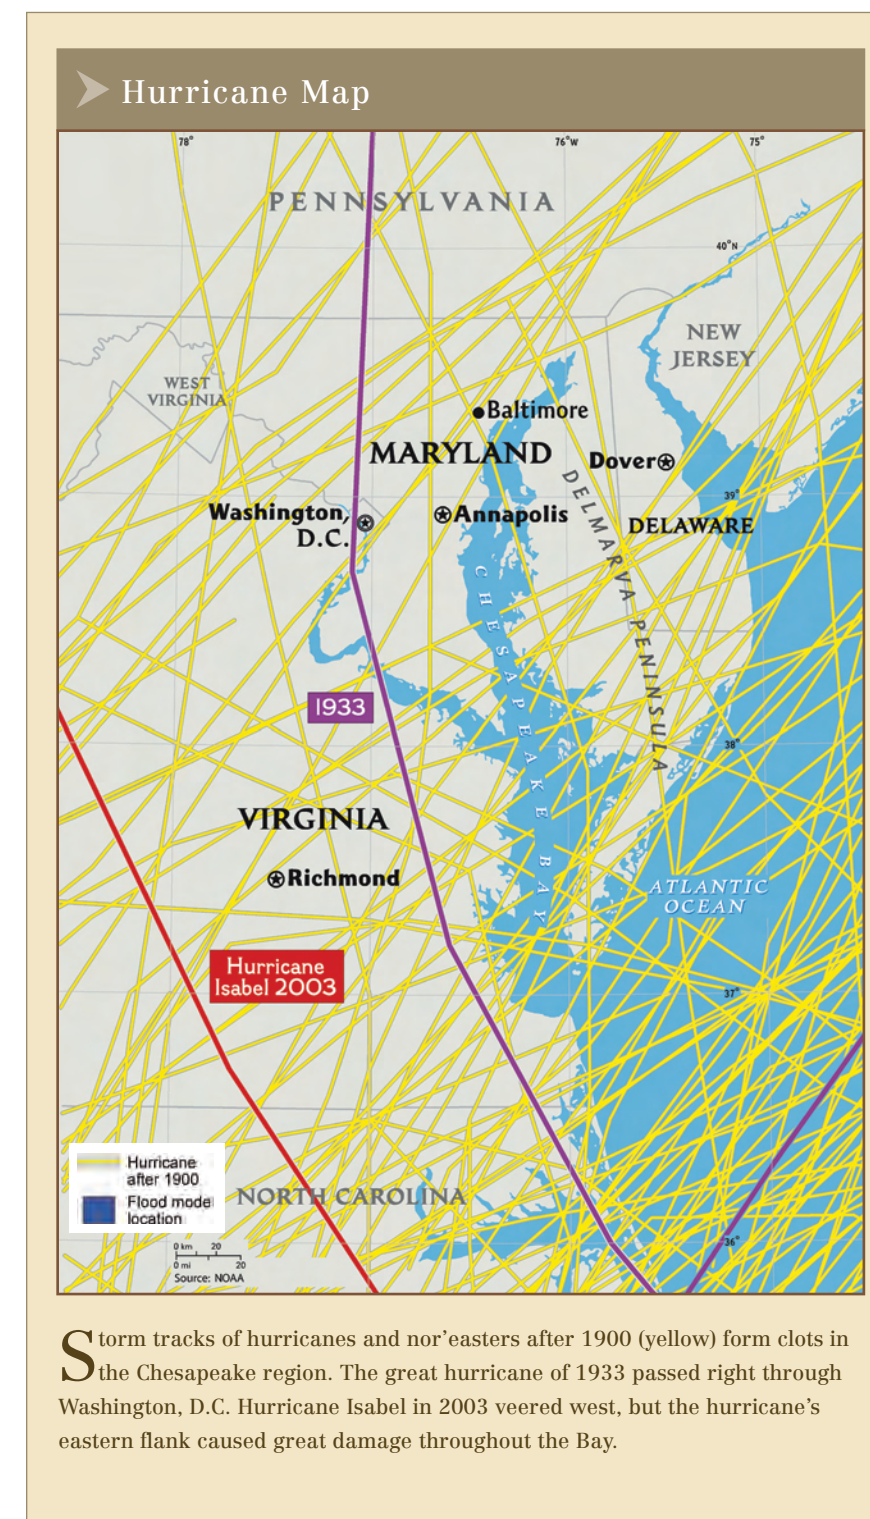 Hurricane Map
78°
76°W
75°
PENNSYLVANIA
40°N
NEW
JERSEY
WEST
VIRGINIA
Baltimore
MARYLAND
Dover
DELMARVA PENINSULA
39°
Washington,
D.C.
Annapolis
DELAWARE
CHESAPEAKE BAY
1933
38°
VIRGINIA
Richmond
ATLANTIC
OCEAN
Hurricane
Isabel 2003
37°
Hurricane
after 1900
Flood model
location
NORTH CAROLINA
36°
0 km 20
0 mi 20
Source: NOAA
Storm tracks of hurricanes and nor’easters after 1900 (yellow) form clots in
the Chesapeake region. The great hurricane of 1933 passed right through
Washington, D.C. Hurricane Isabel in 2003 veered west, but the hurricane’s
eastern flank caused great damage throughout the Bay.